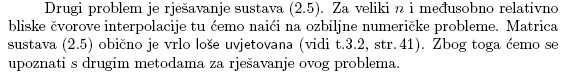 Drugi problem je rješavanje sustava (2.5). Za veliki n i međusobno relativno
bliske čvorove interpolacije tu ćemo naići na ozbiljne numeričke probleme. Matrica
sustava (2.5) obično je vrlo loše uvjetovana (vidi t.3.2, str. 41). Zbog toga ćemo se
upoznati s drugim metodama za rješavanje ovog problema.